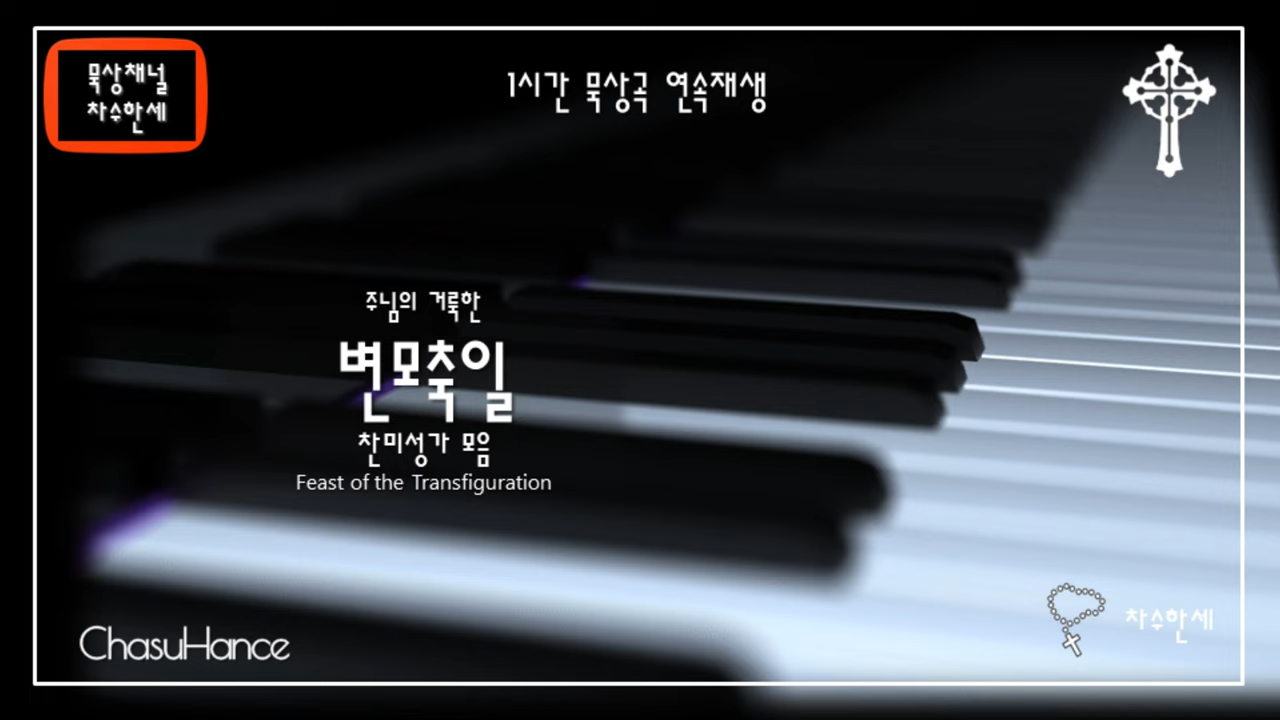 묵상채널
차수한세
1시간 묵상곡 연속재생
주님의 거룩한
변모축일
찬미성가 모음
Feast of the Transfiguration
ChasuHance
차수한세